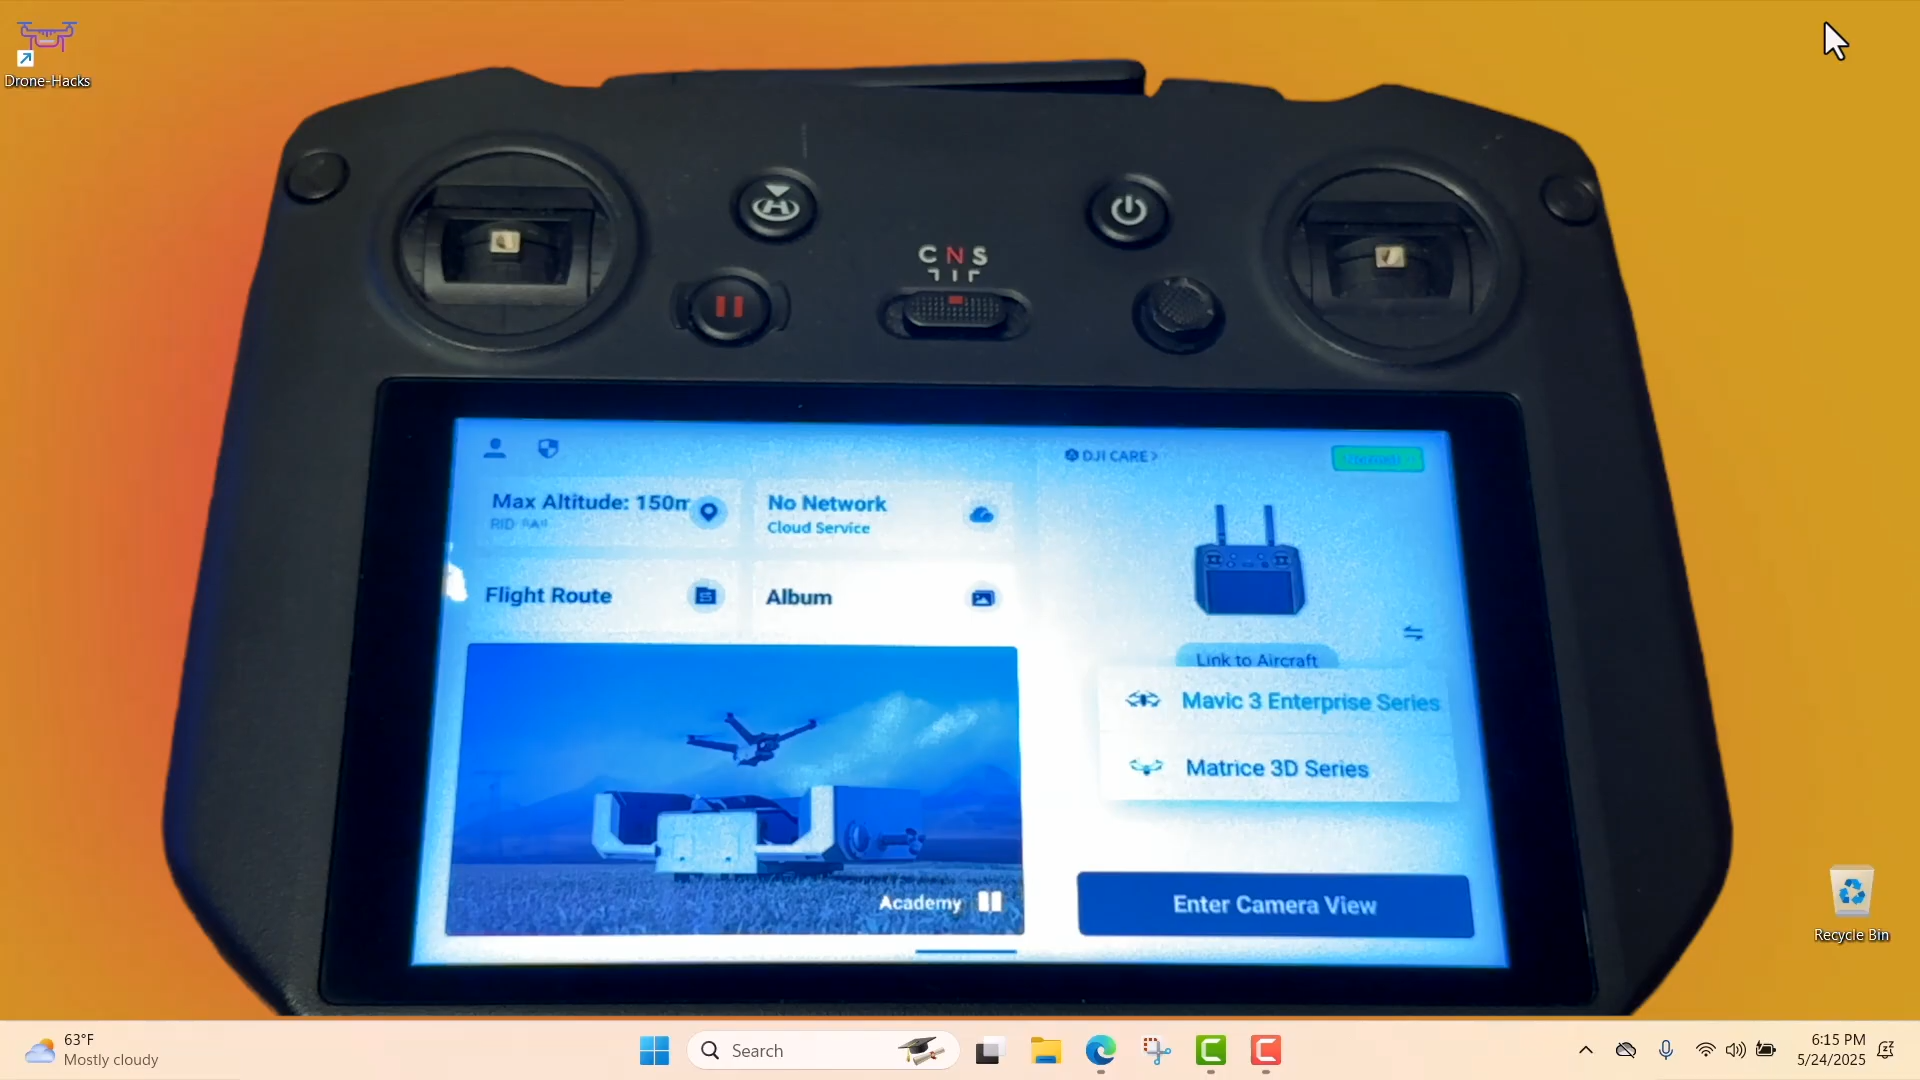 Drone-Hacks
C N S
DJI CARE >
Max Altitude: 150m
RID
No Network
Cloud Service
Flight Route
Album
Link to Aircraft
Mavic 3 Enterprise Series
Matrice 3D Series
Academy
Enter Camera View
Recycle Bin
63°F
Mostly cloudy
Search
6:15 PM
5/24/2025